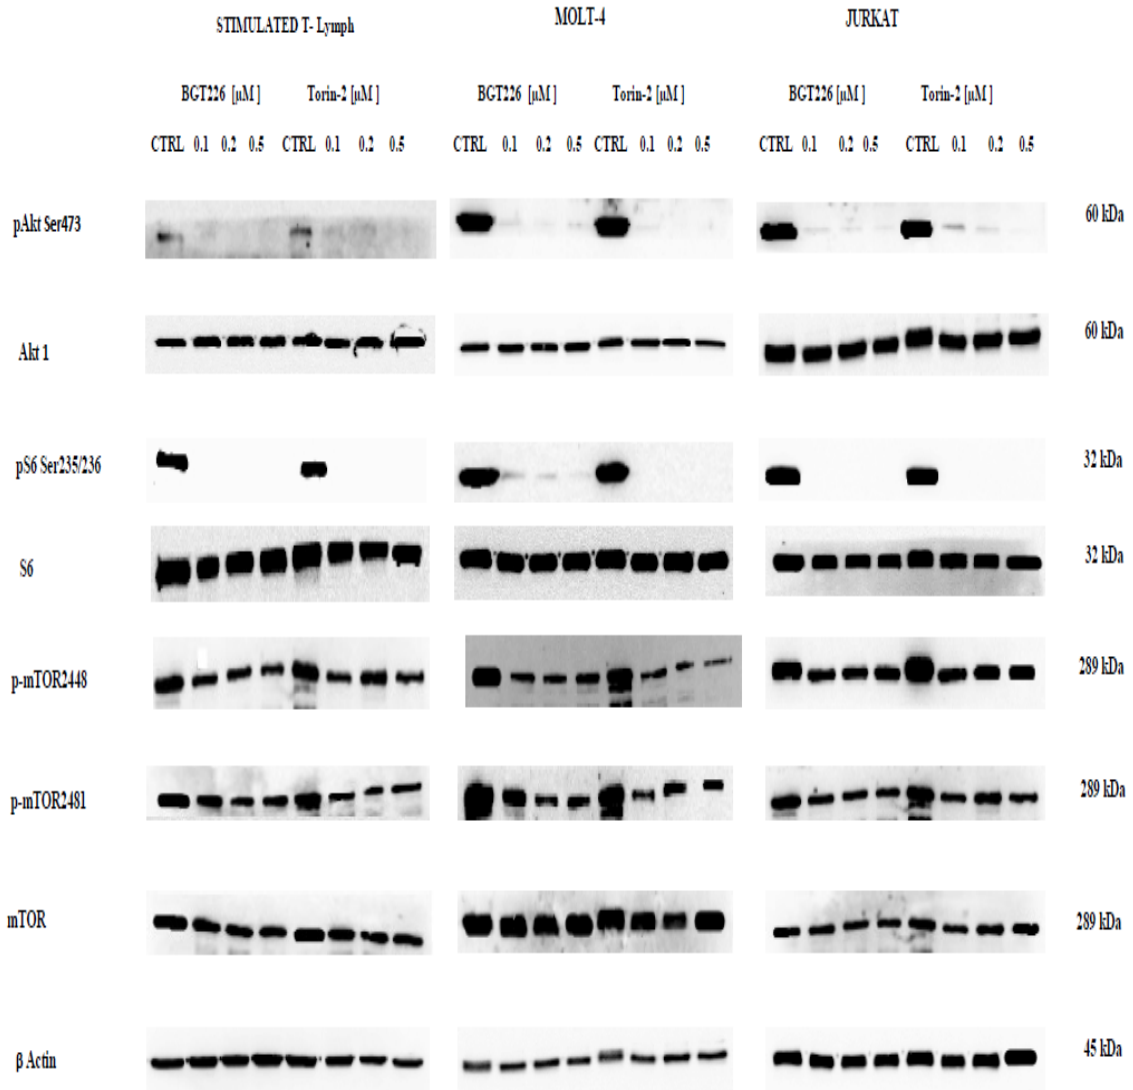 STIMULATED T- Lymph MOLT-4 JURKAT
BGT226 [μM ] Torin-2 [μM ] BGT226 [μM ] Torin-2 [μM ] BGT226 [μM ] Torin-2 [μM ]
CTRL 0.1 0.2 0.5 CTRL 0.1 0.2 0.5 CTRL 0.1 0.2 0.5 CTRL 0.1 0.2 0.5 CTRL 0.1 0.2 0.5 CTRL 0.1 0.2 0.5
pAkt Ser473 60 kDa
Akt 1 60 kDa
pS6 Ser235/236 32 kDa
S6 32 kDa
p-mTOR2448 289 kDa
p-mTOR2481 289 kDa
mTOR 289 kDa
β Actin 45 kDa